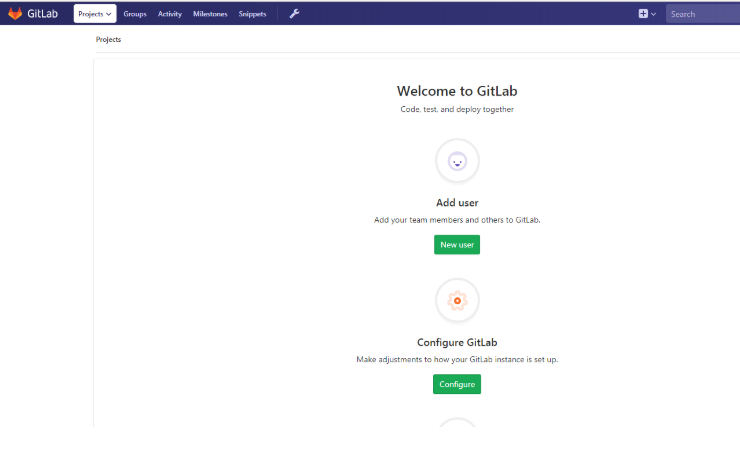 GitLab Projects Groups Activity Milestones Snippets Search
Projects
Welcome to GitLab
Code, test, and deploy together
Add user
Add your team members and others to GitLab.
New user
Configure GitLab
Make adjustments to how your GitLab instance is set up.
Configure